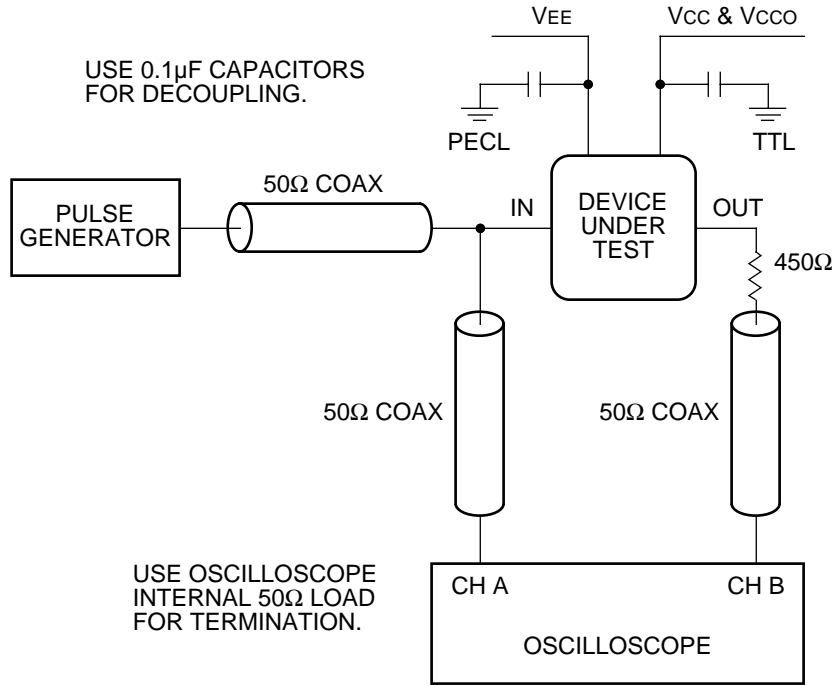 VEE
VCC & VCCO
USE 0.1µF CAPACITORS
FOR DECOUPLING.
PECL
TTL
50Ω COAX
PULSE
GENERATOR
IN
DEVICE
UNDER
TEST
OUT
450Ω
50Ω COAX
50Ω COAX
USE OSCILLOSCOPE
INTERNAL 50Ω LOAD
FOR TERMINATION.
CH A
CH B
OSCILLOSCOPE